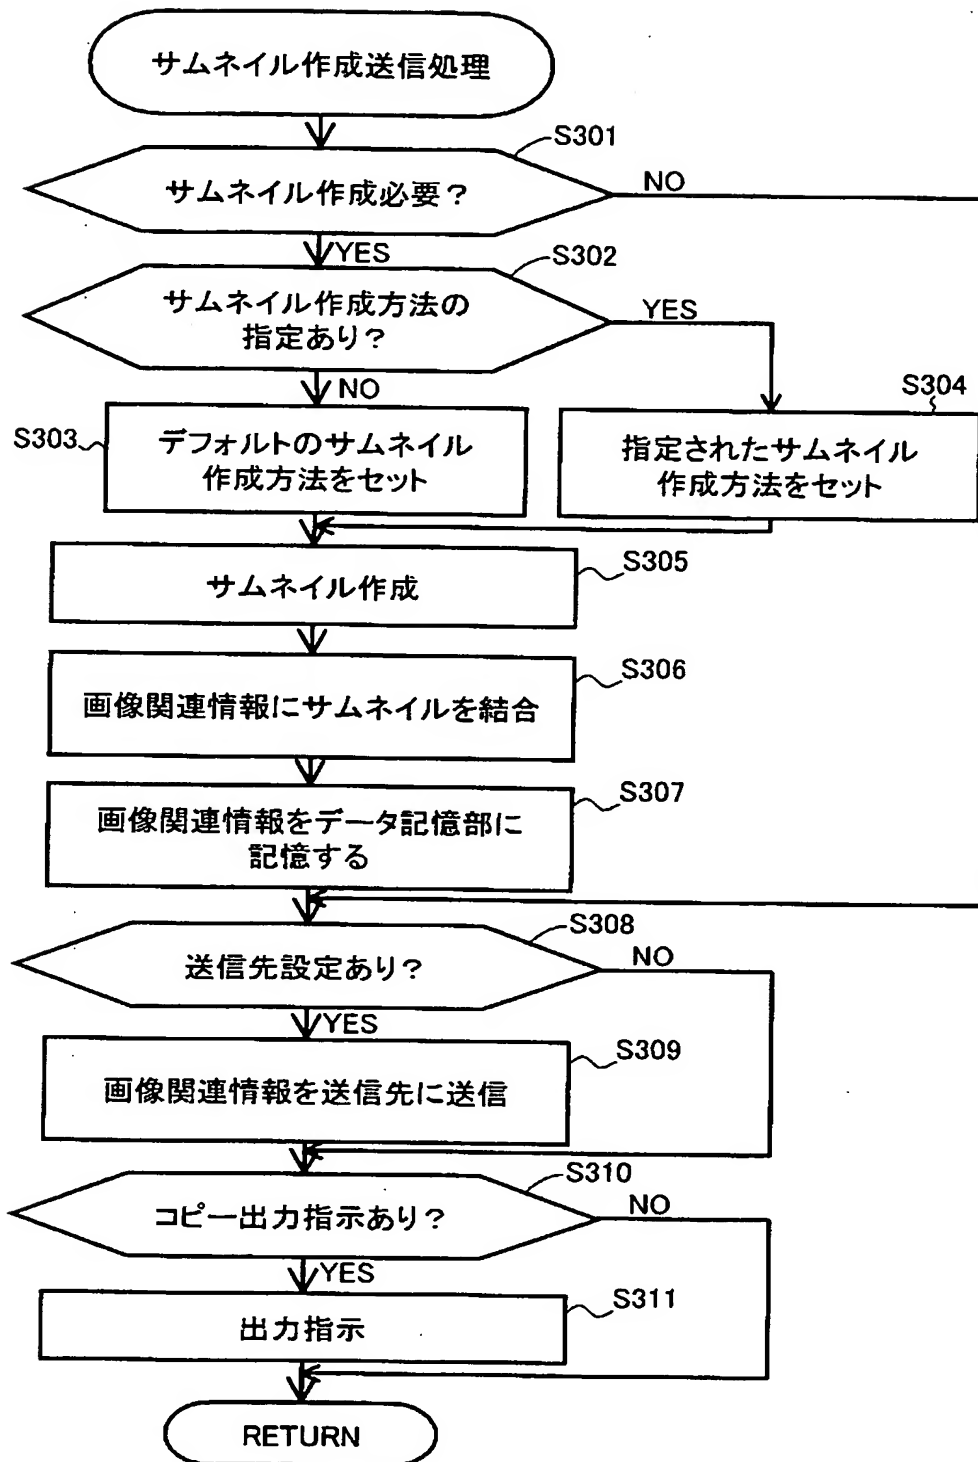 サムネイル作成送信処理
S301
サムネイル作成必要？
NO
YES
S302
サムネイル作成方法の
指定あり？
YES
NO
S303
デフォルトのサムネイル
作成方法をセット
S304
指定されたサムネイル
作成方法をセット
S305
サムネイル作成
S306
画像関連情報にサムネイルを結合
S307
画像関連情報をデータ記憶部に
記憶する
S308
送信先設定あり？
NO
YES
S309
画像関連情報を送信先に送信
S310
コピー出力指示あり？
NO
YES
S311
出力指示
RETURN